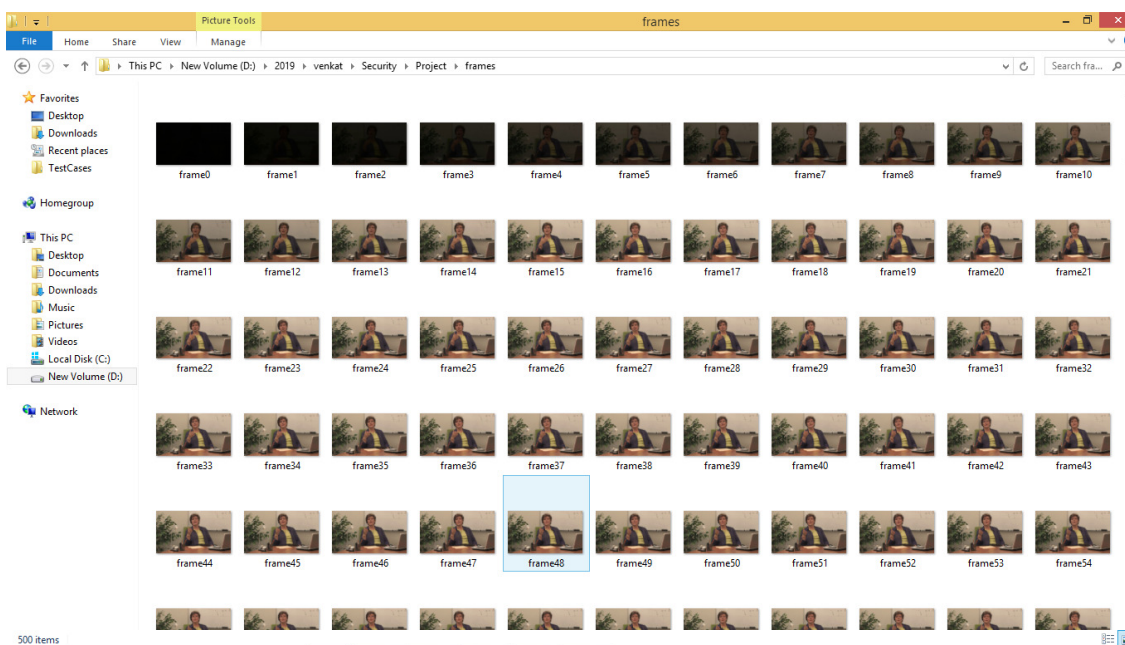 Picture Tools
frames
File Home Share View Manage
This PC New Volume (D:) 2019 venkat Security Project frames
Search fra...
Favorites
Desktop
Downloads
Recent places
TestCases
Homegroup
This PC
Desktop
Documents
Downloads
Music
Pictures
Videos
Local Disk (C:)
New Volume (D:)
Network
frame0 frame1 frame2 frame3 frame4 frame5 frame6 frame7 frame8 frame9 frame10
frame11 frame12 frame13 frame14 frame15 frame16 frame17 frame18 frame19 frame20 frame21
frame22 frame23 frame24 frame25 frame26 frame27 frame28 frame29 frame30 frame31 frame32
frame33 frame34 frame35 frame36 frame37 frame38 frame39 frame40 frame41 frame42 frame43
frame44 frame45 frame46 frame47 frame48 frame49 frame50 frame51 frame52 frame53 frame54
500 items